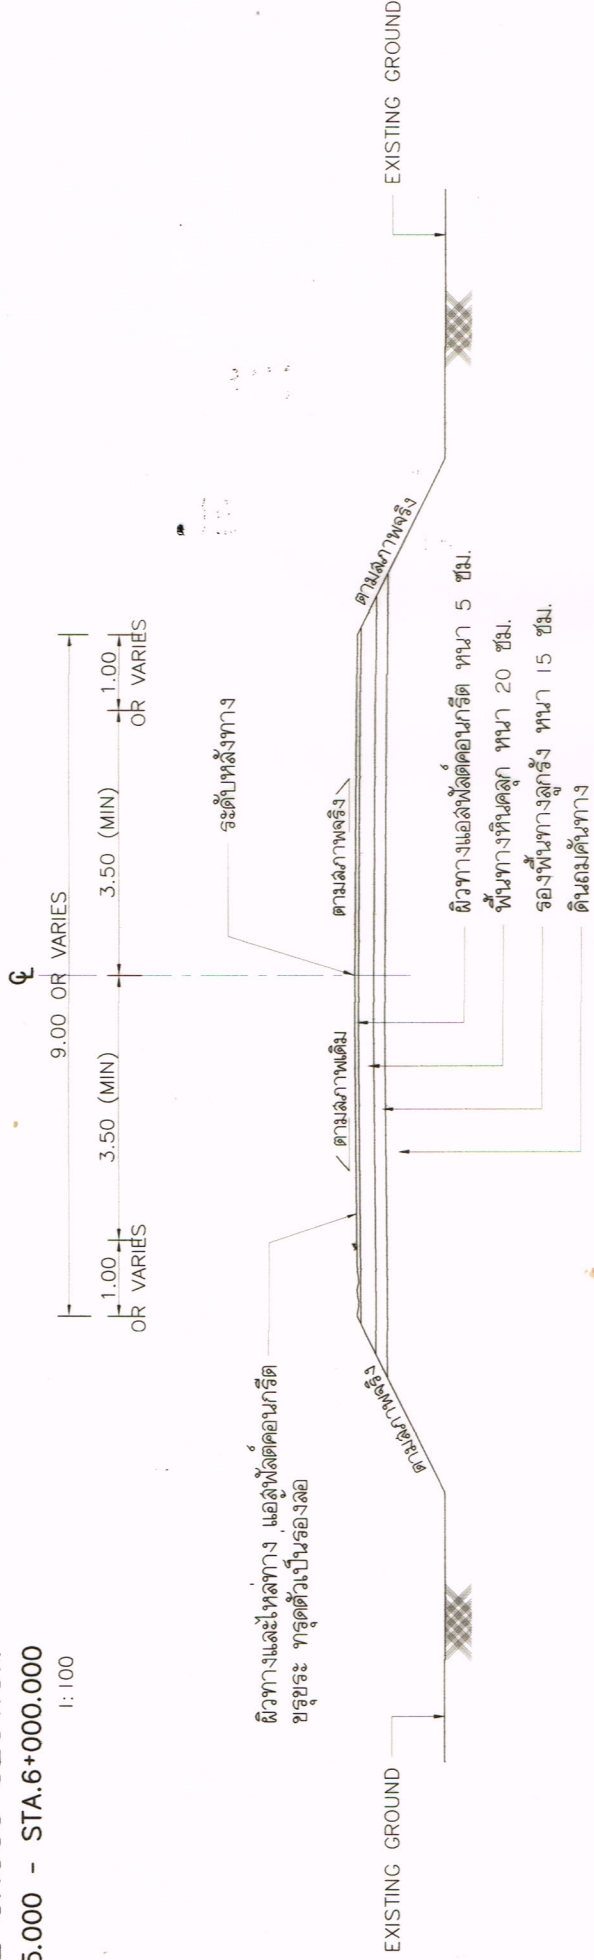 5.000 - STA.6+000.000
1:100
℄
9.00 OR VARIES
1.00
OR VARIES
3.50 (MIN)
3.50 (MIN)
1.00
OR VARIES
ผิวทางและไหล่ทาง แอสฟัลต์คอนกรีต
ขรุขระ ทรุดตัวเป็นร่องล้อ
ระดับหลังทาง
ตามสภาพเดิม
ตามสภาพจริง
ตามสภาพจริง
ตามสภาพจริง
EXISTING GROUND
EXISTING GROUND
ผิวทางแอสฟัลต์คอนกรีต หนา 5 ซม.
พื้นทางหินคลุก หนา 20 ซม.
รองพื้นทางลูกรัง หนา 15 ซม.
ดินถมคันทาง